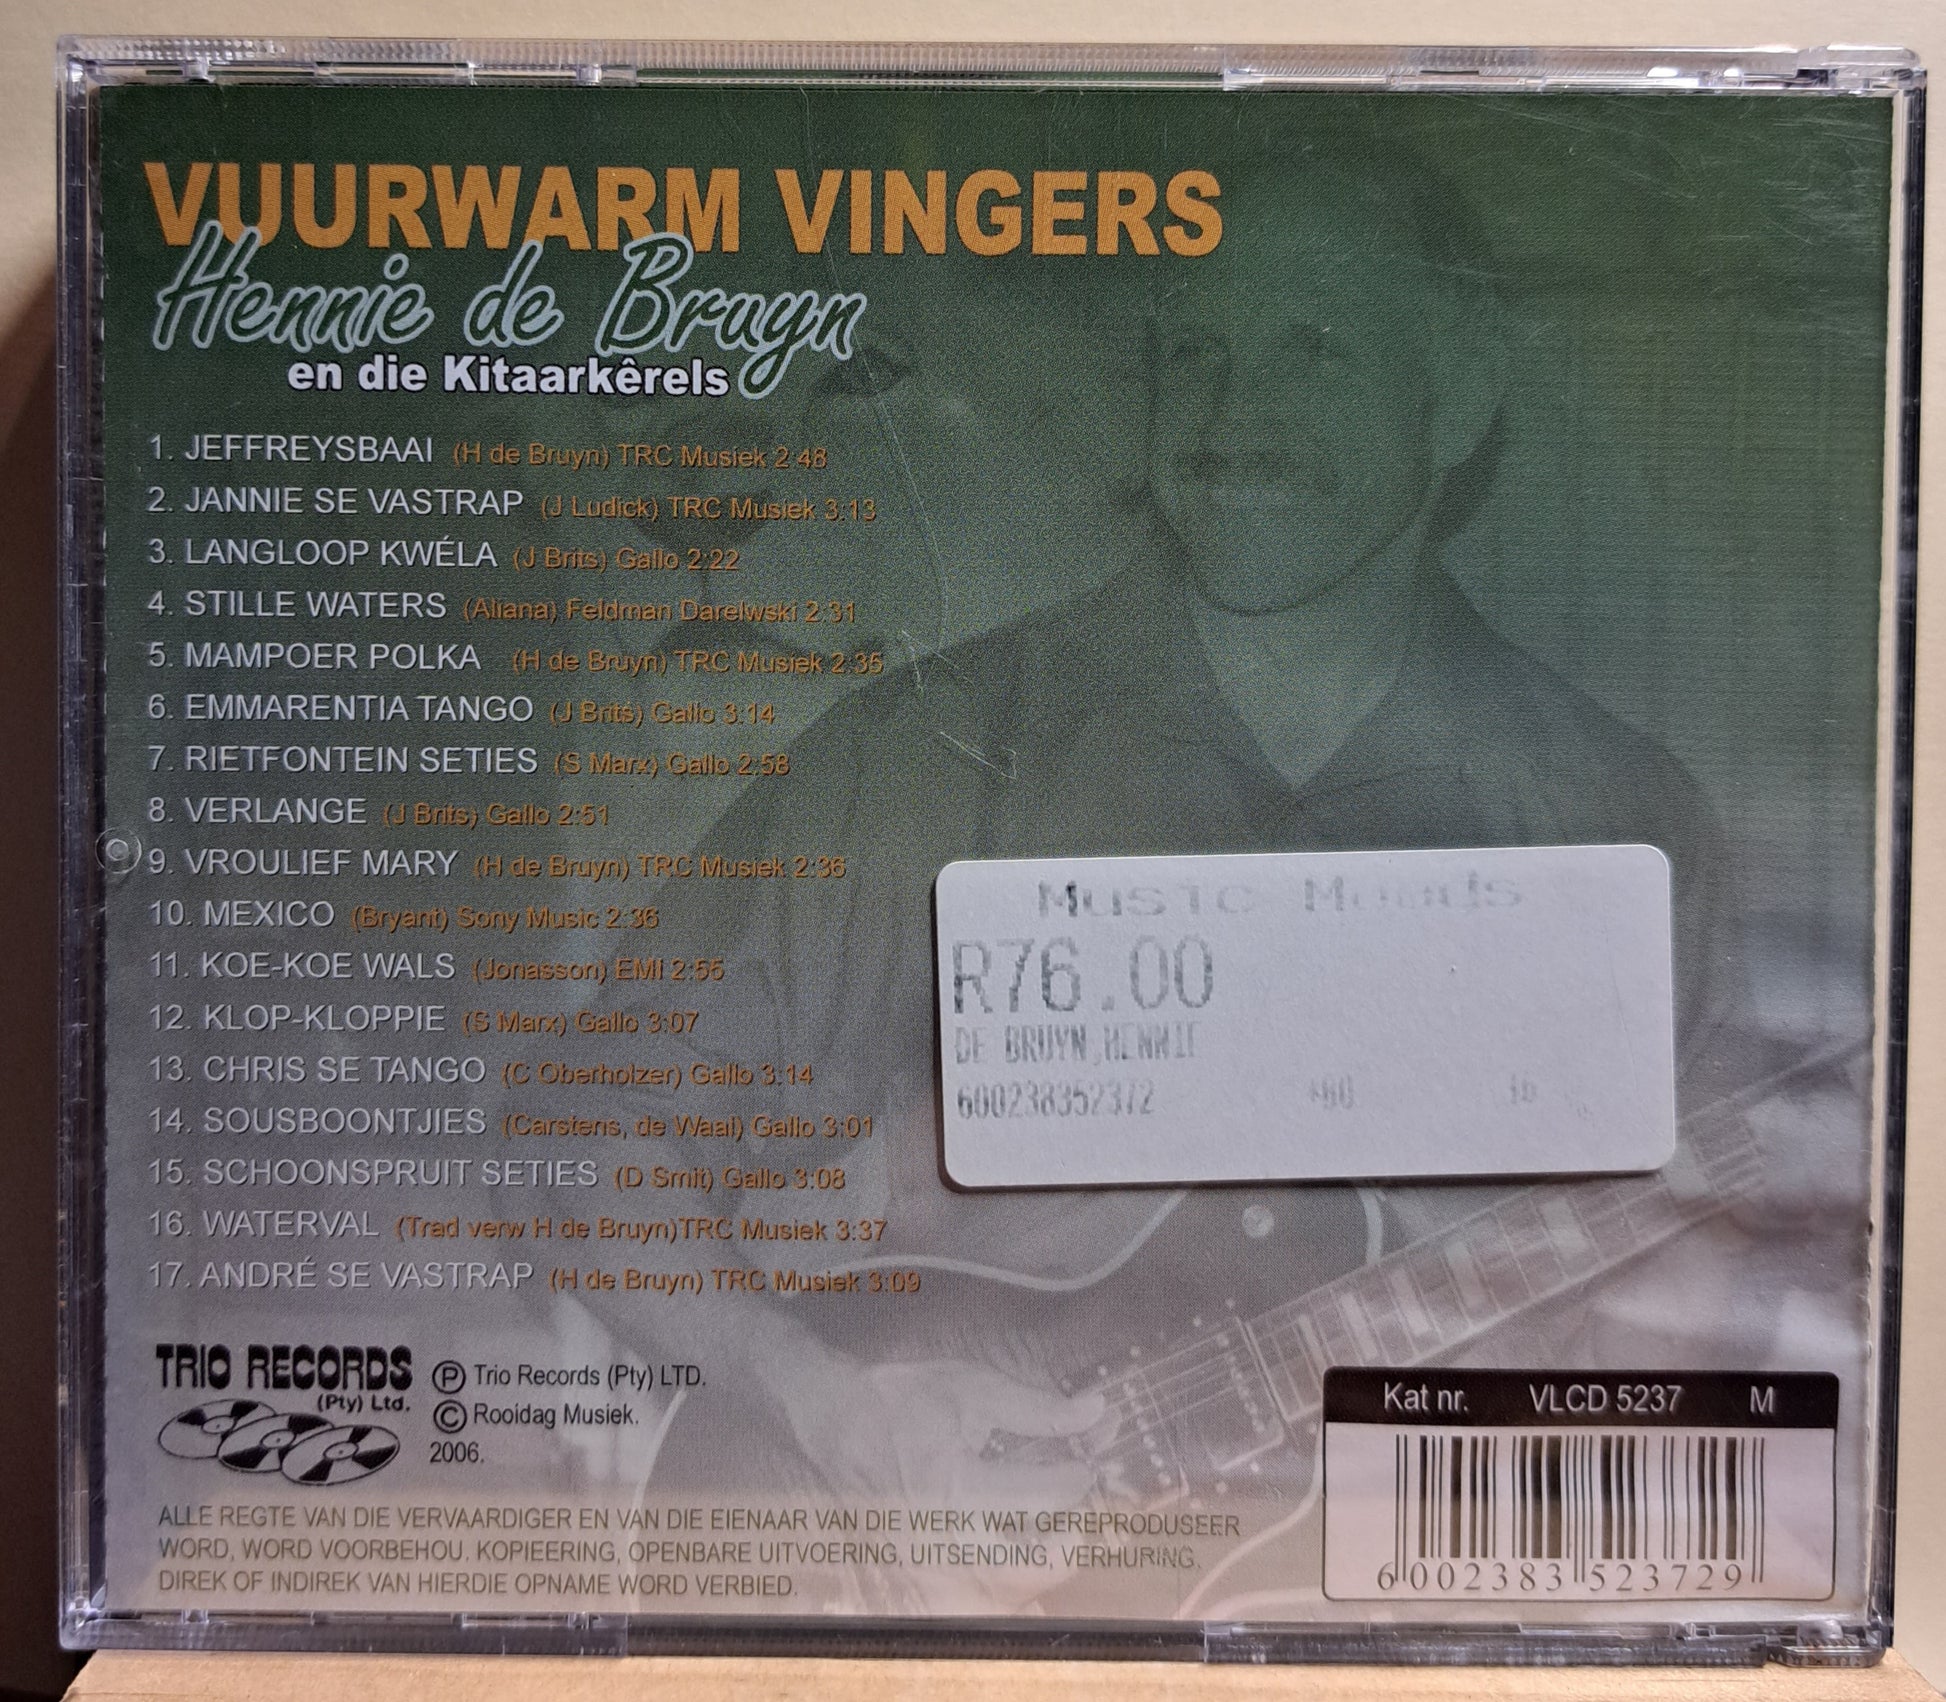 VUURWARM VINGERS
Hennie de Bruyn
en die Kitaarkêrels
1. JEFFREYSBAAI (H de Bruyn) TRC Musiek 2:48
2. JANNIE SE VASTRAP (J Ludick) TRC Musiek 3:13
3. LANGLOOP KWÉLA (J Brits) Gallo 2:22
4. STILLE WATERS (Aliana) Feldman Darelwski 2:31
5. MAMPOER POLKA (H de Bruyn) TRC Musiek 2:35
6. EMMARENTIA TANGO (J Brits) Gallo 3:14
7. RIETFONTEIN SETIES (S Marx) Gallo 2:58
8. VERLANGE (J Brits) Gallo 2:51
9. VROULIEF MARY (H de Bruyn) TRC Musiek 2:36
10. MEXICO (Bryant) Sony Music 2:36
11. KOE-KOE WALS (Jonasson) EMI 2:55
12. KLOP-KLOPPIE (S Marx) Gallo 3:07
13. CHRIS SE TANGO (C Oberholzer) Gallo 3:14
14. SOUSBOONTJIES (Carstens, de Waal) Gallo 3:01
15. SCHOONSPRUIT SETIES (D Smit) Gallo 3:08
16. WATERVAL (Trad verw H de Bruyn)TRC Musiek 3:37
17. ANDRÉ SE VASTRAP (H de Bruyn) TRC Musiek 3:09
Music
R76.00
DE BRUYN,HENNIE
600238352372
TRIO RECORDS
(Pty) Ltd.
Ⓟ Trio Records (Pty) LTD.
© Rooidag Musiek.
2006.
Kat nr. VLCD 5237 M
6 002383 523729
ALLE REGTE VAN DIE VERVAARDIGER EN VAN DIE EIENAAR VAN DIE WERK WAT GEREPRODUSEER
WORD, WORD VOORBEHOU. KOPIEERING, OPENBARE UITVOERING, UITSENDING, VERHURING.
DIREK OF INDIREK VAN HIERDIE OPNAME WORD VERBIED.